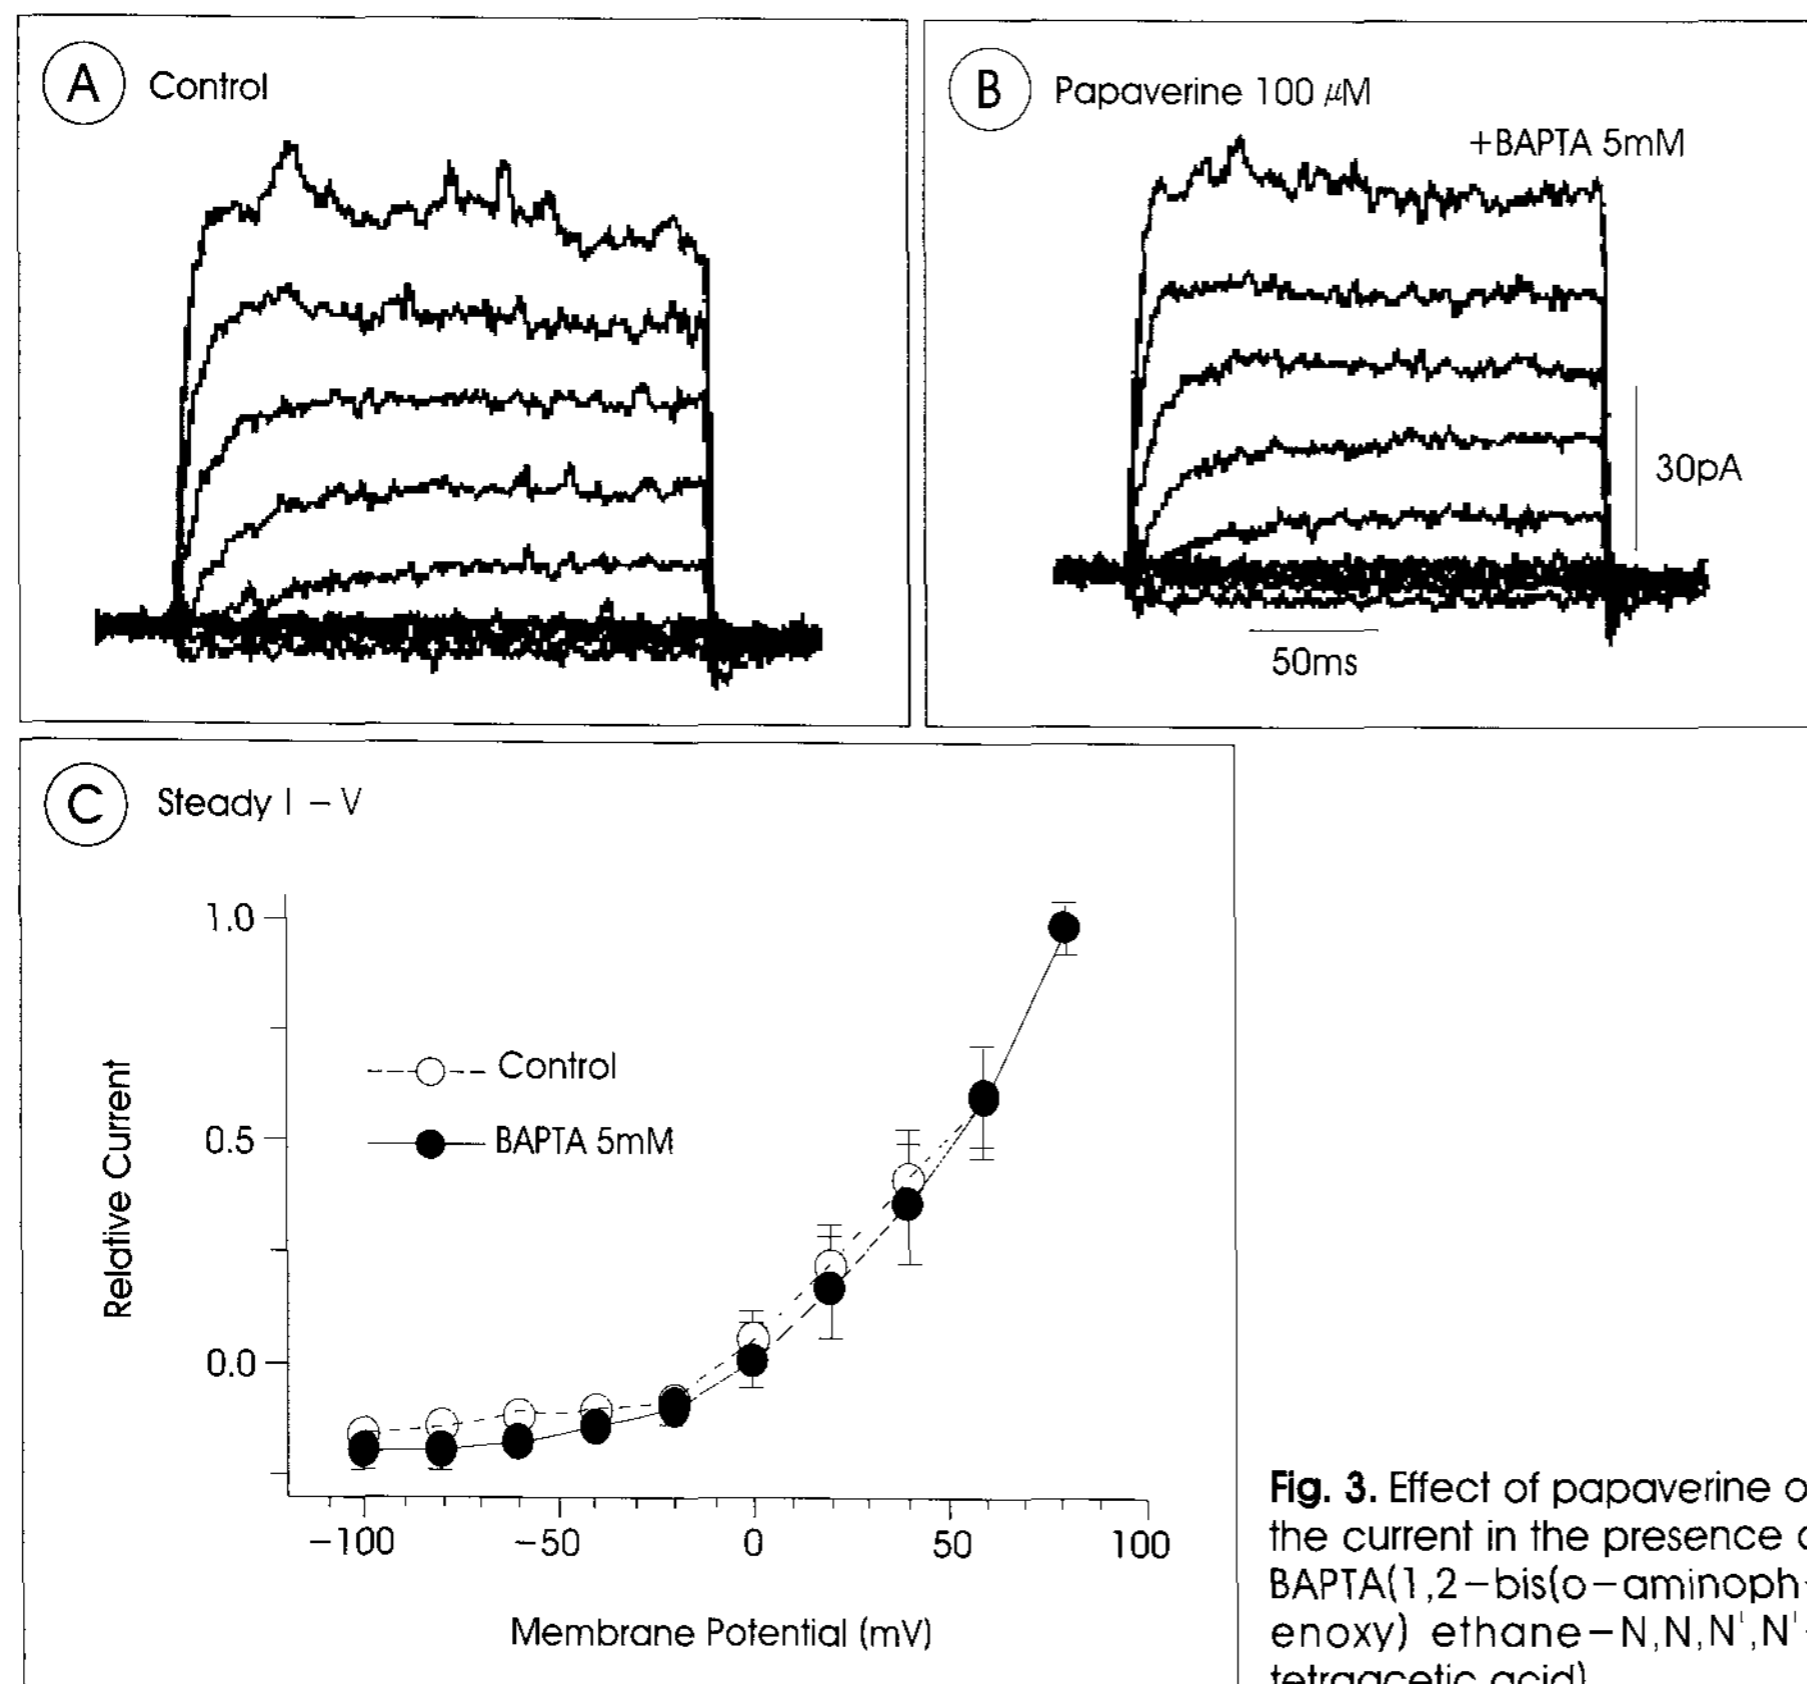 A Control
B Papaverine 100 μM
+BAPTA 5mM
30pA
50ms
C Steady I – V
1.0
0.5
0.0
Relative Current
Control
BAPTA 5mM
−100 −50 0 50 100
Membrane Potential (mV)
Fig. 3. Effect of papaverine
the current in the presence
BAPTA(1,2−bis(o−aminoph-
enoxy) ethane−N,N,N',N'-
tetraacetic acid)